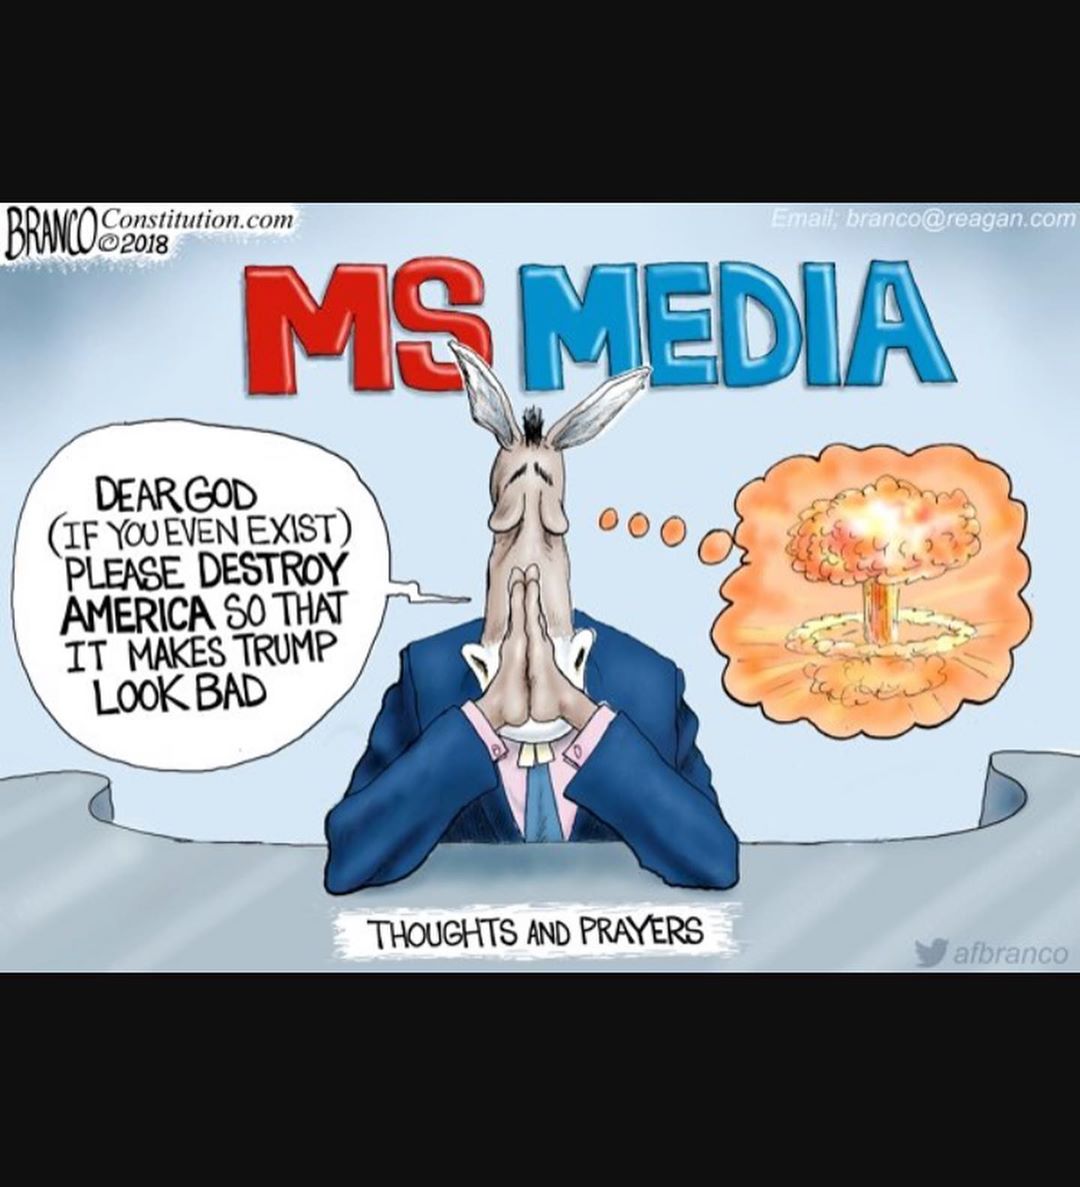 BRANCO Constitution.com
©2018
Email; branco@reagan.com
MS MEDIA
DEAR GOD
(IF YOU EVEN EXIST)
PLEASE DESTROY
AMERICA SO THAT
IT MAKES TRUMP
LOOK BAD
THOUGHTS AND PRAYERS
afbranco